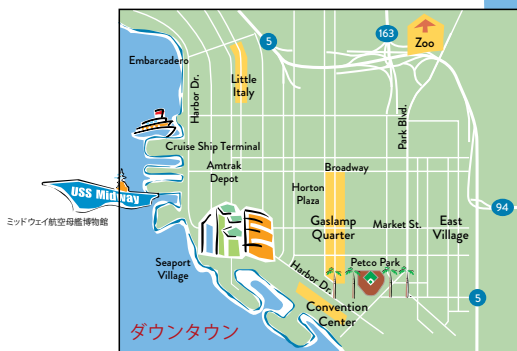 163
5
Zoo
Embarcadero
Little
Italy
Harbor Dr.
Park Blvd.
Cruise Ship Terminal
Amtrak
Depot
Broadway
USS Midway
Horton
Plaza
94
ミッドウェイ航空母艦博物館
Gaslamp
Quarter
Market St.
East
Village
Seaport
Village
Petco Park
Harbor Dr.
5
Convention
Center
ダウンタウン